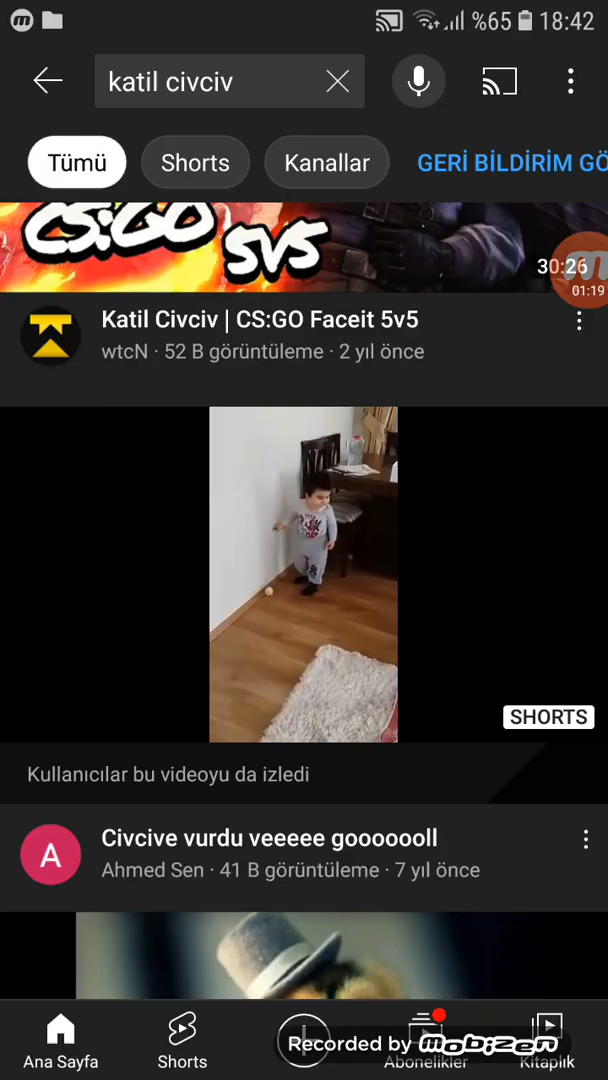 %65 18:42
katil civciv
Tümü Shorts Kanallar GERİ BİLDİRİM GÖ
CS:GO
5V5
30:26
01:19
Katil Civciv | CS:GO Faceit 5v5
wtcN · 52 B görüntüleme · 2 yıl önce
SHORTS
Kullanıcılar bu videoyu da izledi
A
Civcive vurdu veeeee gooooooll
Ahmed Sen · 41 B görüntüleme · 7 yıl önce
Recorded by mobizen
Ana Sayfa Shorts Abonelikler Kitaplık